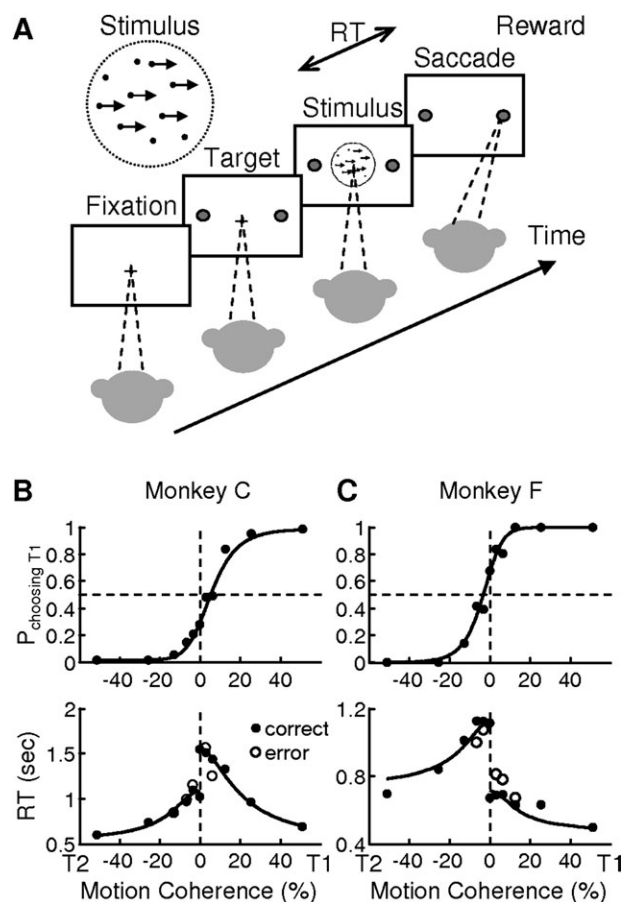 A
Stimulus
RT
Reward
Saccade
Stimulus
Target
Fixation
Time
B Monkey C
C Monkey F
P choosing T1
1
0.8
0.6
0.4
0.2
0
-40 -20 0 20 40
1
0.8
0.6
0.4
0.2
0
-40 -20 0 20 40
RT (sec)
2
1.5
1
0.5
correct
error
T2 -40 -20 0 20 40 T1
Motion Coherence (%)
1.2
0.8
0.4
T2 -40 -20 0 20 40 T1
Motion Coherence (%)